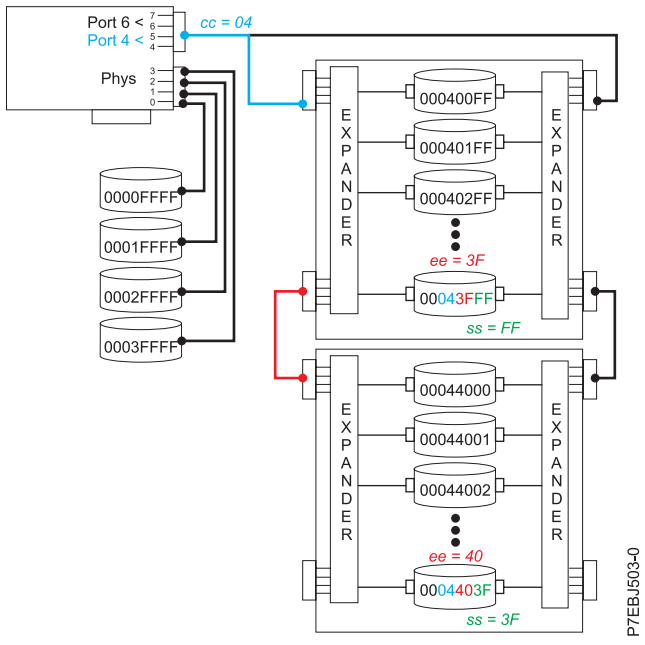 Port 6 <
Port 4 <
7
6
5
4
cc = 04
Phys
3
2
1
0
0000FFFF
0001FFFF
0002FFFF
0003FFFF
EXPANDER
000400FF
000401FF
000402FF
ee = 3F
00043FFF
ss = FF
EXPANDER
EXPANDER
00044000
00044001
00044002
ee = 40
0004403F
ss = 3F
EXPANDER
P7EBJ503-0